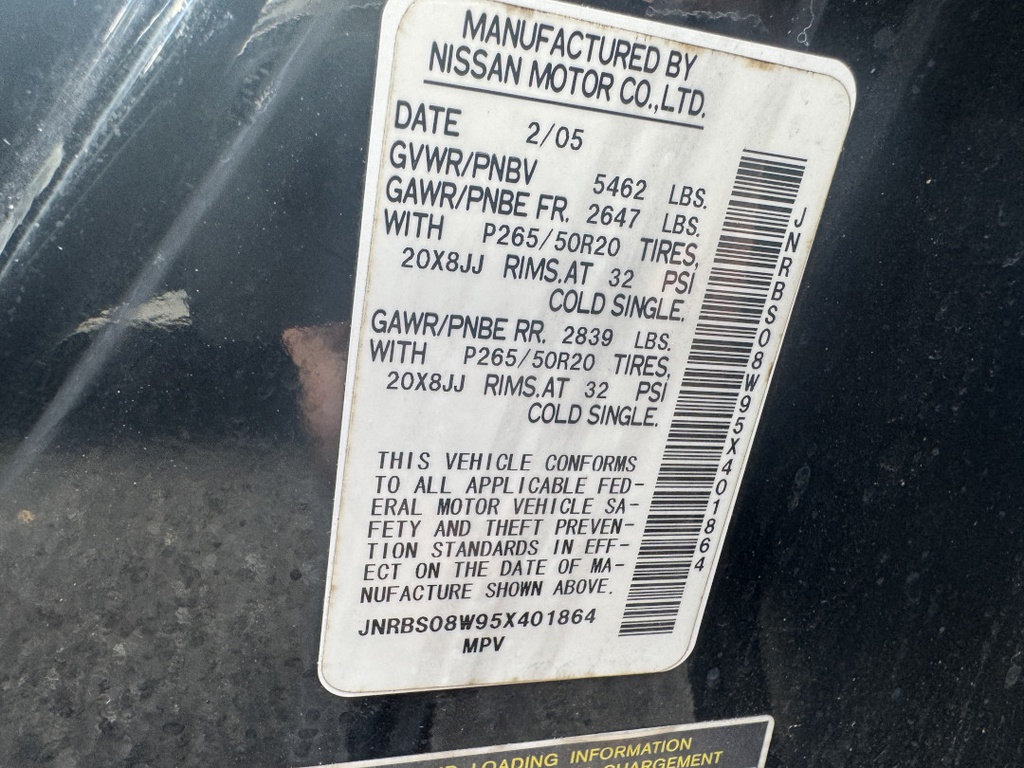 MANUFACTURED BY
NISSAN MOTOR CO.,LTD.
DATE 2/05
GVWR/PNBV 5462 LBS.
GAWR/PNBE FR. 2647 LBS.
WITH P265/50R20 TIRES,
20X8JJ RIMS.AT 32 PSI
COLD SINGLE.
GAWR/PNBE RR. 2839 LBS.
WITH P265/50R20 TIRES,
20X8JJ RIMS.AT 32 PSI
COLD SINGLE.
THIS VEHICLE CONFORMS
TO ALL APPLICABLE FED-
ERAL MOTOR VEHICLE SA-
FETY AND THEFT PREVEN-
TION STANDARDS IN EFF-
ECT ON THE DATE OF MA-
NUFACTURE SHOWN ABOVE.
JNRBS08W95X401864
MPV
JNRBS08W95X401864
LOADING INFORMATION
CHARGEMENT